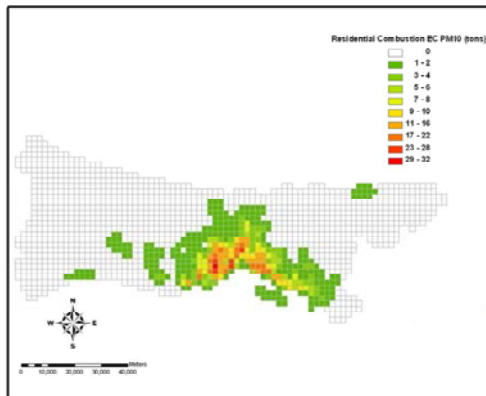 Residential Combustion EC PM10 (tons)
0
1 - 2
3 - 4
5 - 6
7 - 8
9 - 10
11 - 16
17 - 22
23 - 28
29 - 32
N
W E
S
Meters
0 10,000 20,000 30,000 40,000